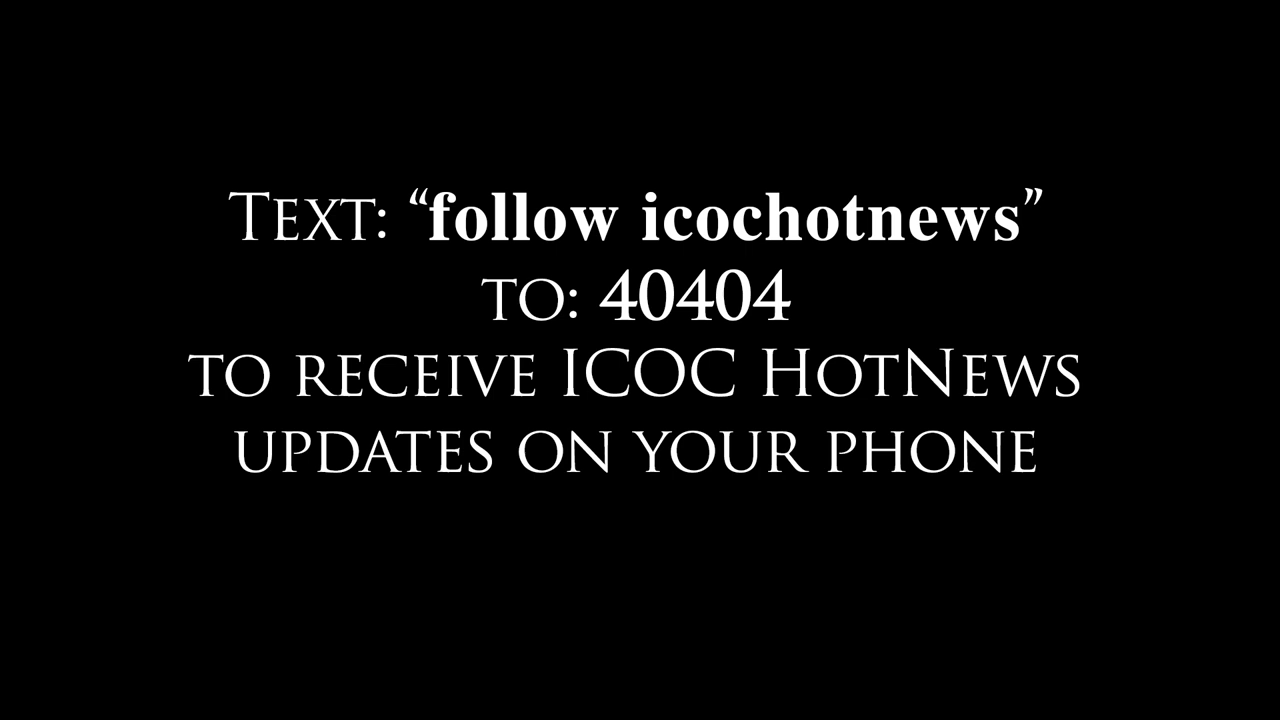 Text: “follow icochotnews”
to: 40404
to receive ICOC HotNews
updates on your phone